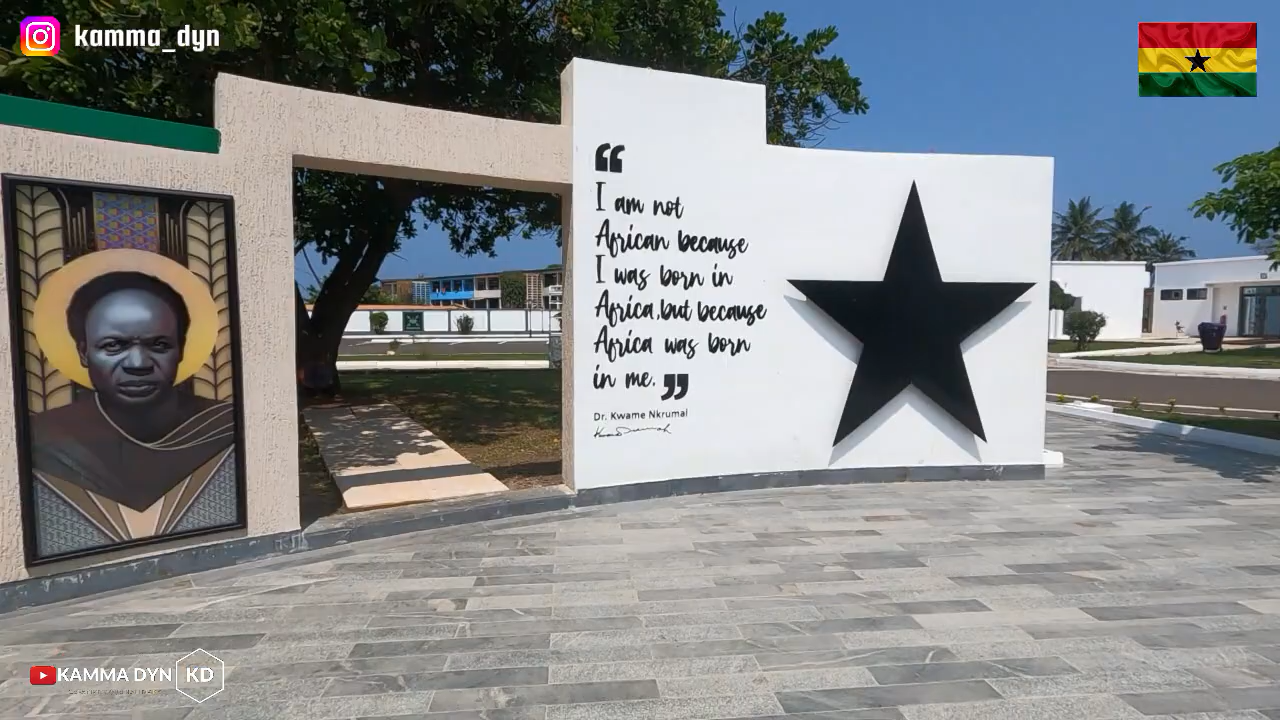 kamma_dyn
“
I am not
African because
I was born in
Africa, but because
Africa was born
in me.”
Dr. Kwame Nkrumah
KAMMA DYN KD